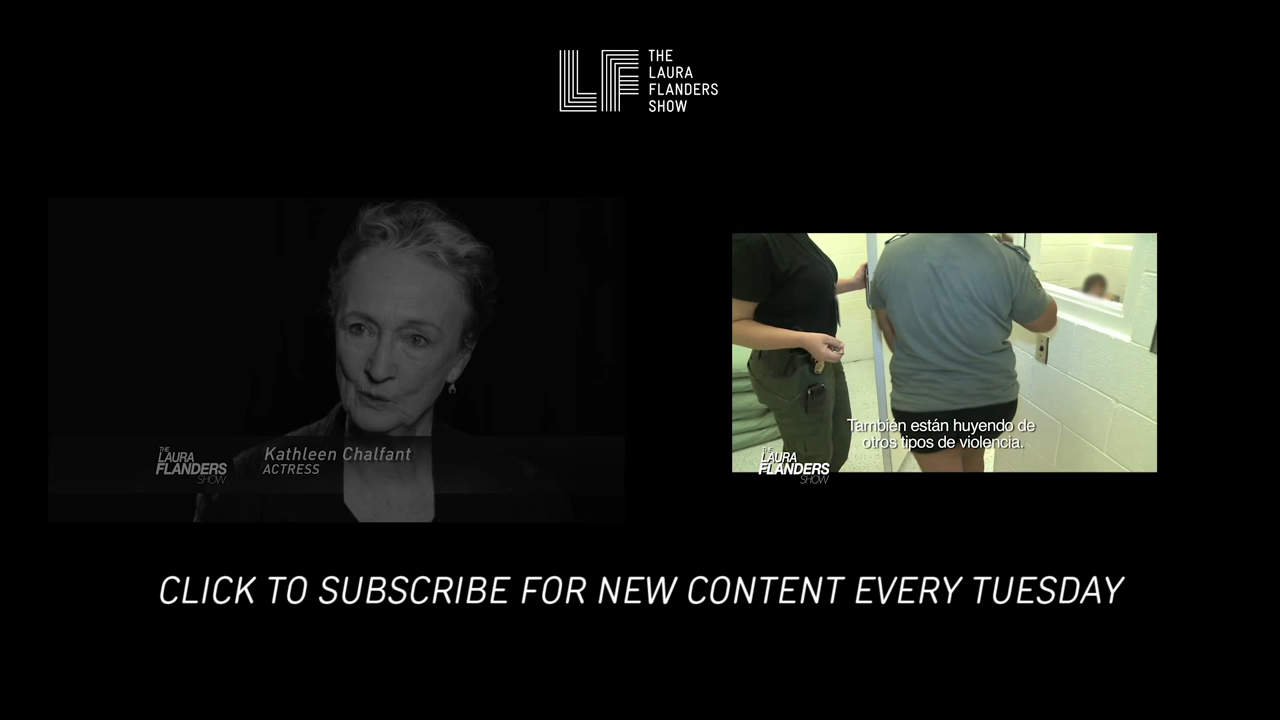 THE
LAURA
FLANDERS
SHOW
THE
LAURA
FLANDERS
SHOW
Kathleen Chalfant
ACTRESS
También están huyendo de
otros tipos de violencia.
THE
LAURA
FLANDERS
SHOW
CLICK TO SUBSCRIBE FOR NEW CONTENT EVERY TUESDAY